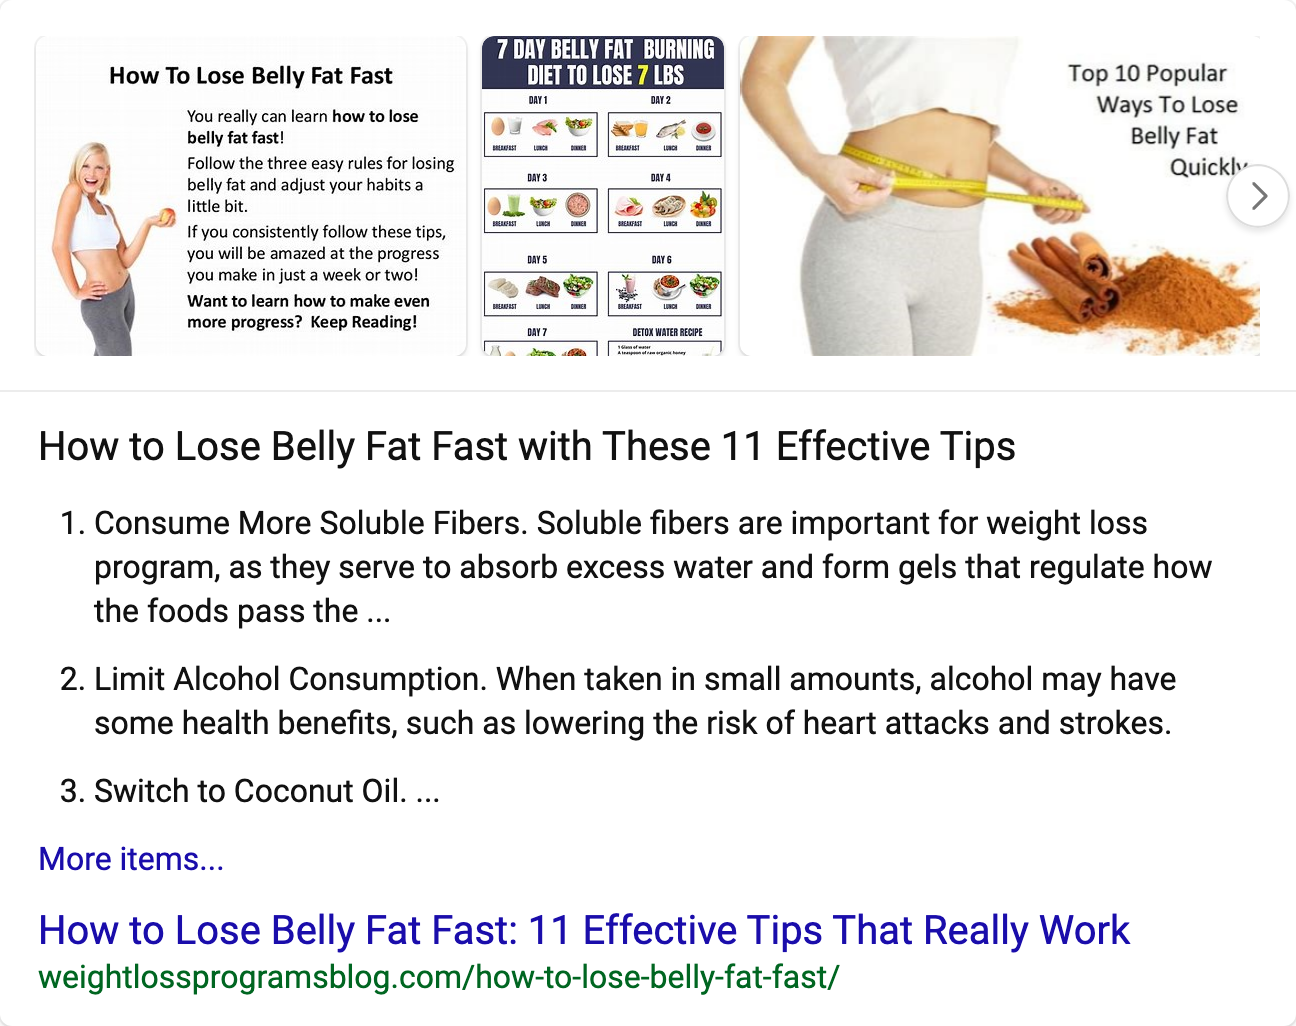 How To Lose Belly Fat Fast
You really can learn how to lose
belly fat fast!
Follow the three easy rules for losing
belly fat and adjust your habits a
little bit.
If you consistently follow these tips,
you will be amazed at the progress
you make in just a week or two!
Want to learn how to make even
more progress? Keep Reading!
7 DAY BELLY FAT BURNING
DIET TO LOSE 7 LBS
DAY 1 DAY 2
BREAKFAST LUNCH DINNER BREAKFAST LUNCH DINNER
DAY 3 DAY 4
BREAKFAST LUNCH DINNER BREAKFAST LUNCH DINNER
DAY 5 DAY 6
BREAKFAST LUNCH DINNER BREAKFAST LUNCH DINNER
DAY 7 DETOX WATER RECIPE
1 Glass of water
A teaspoon of raw organic honey
Top 10 Popular
Ways To Lose
Belly Fat
Quickly
How to Lose Belly Fat Fast with These 11 Effective Tips
1. Consume More Soluble Fibers. Soluble fibers are important for weight loss
program, as they serve to absorb excess water and form gels that regulate how
the foods pass the ...
2. Limit Alcohol Consumption. When taken in small amounts, alcohol may have
some health benefits, such as lowering the risk of heart attacks and strokes.
3. Switch to Coconut Oil. ...
More items...
How to Lose Belly Fat Fast: 11 Effective Tips That Really Work
weightlossprogramsblog.com/how-to-lose-belly-fat-fast/